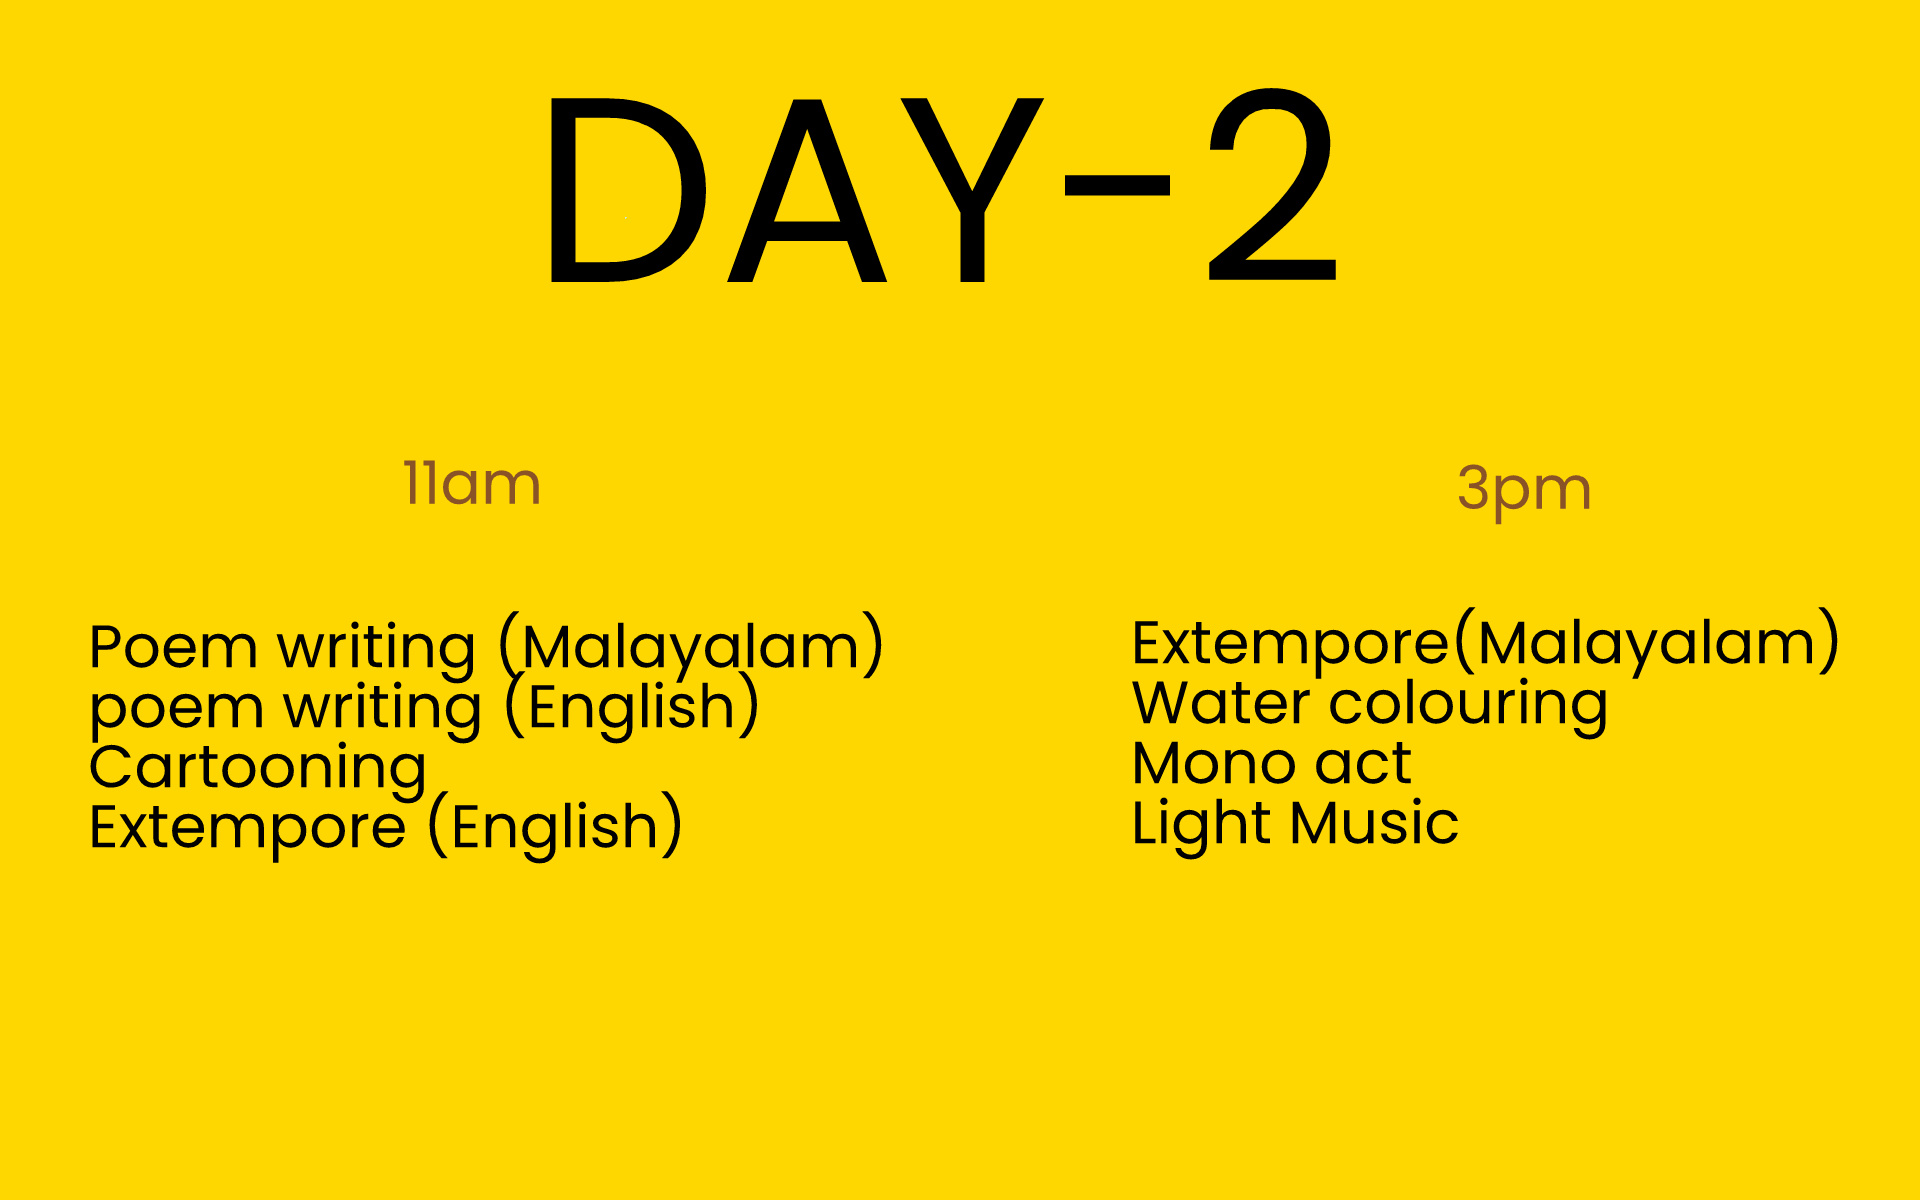 DAY-2
11am
Poem writing (Malayalam)
poem writing (English)
Cartooning
Extempore (English)
3pm
Extempore(Malayalam)
Water colouring
Mono act
Light Music